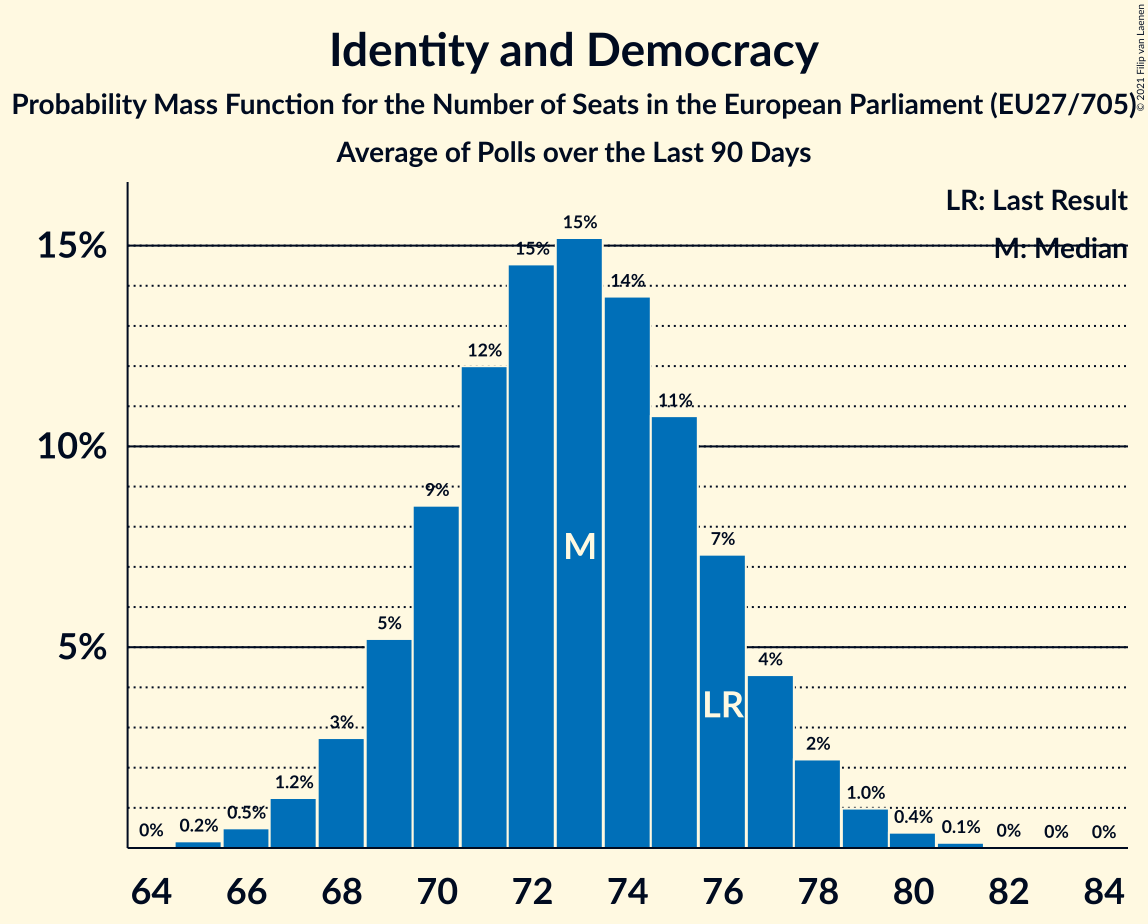 Identity and Democracy
Probability Mass Function for the Number of Seats in the European Parliament (EU27/705)
Average of Polls over the Last 90 Days
© 2021 Filip van Laenen
LR: Last Result
M: Median
15%
10%
5%
0%
0.2%
0.5%
1.2%
3%
5%
9%
12%
15%
15%
14%
11%
7%
4%
2%
1.0%
0.4%
0.1%
0%
0%
0%
M
LR
64 66 68 70 72 74 76 78 80 82 84